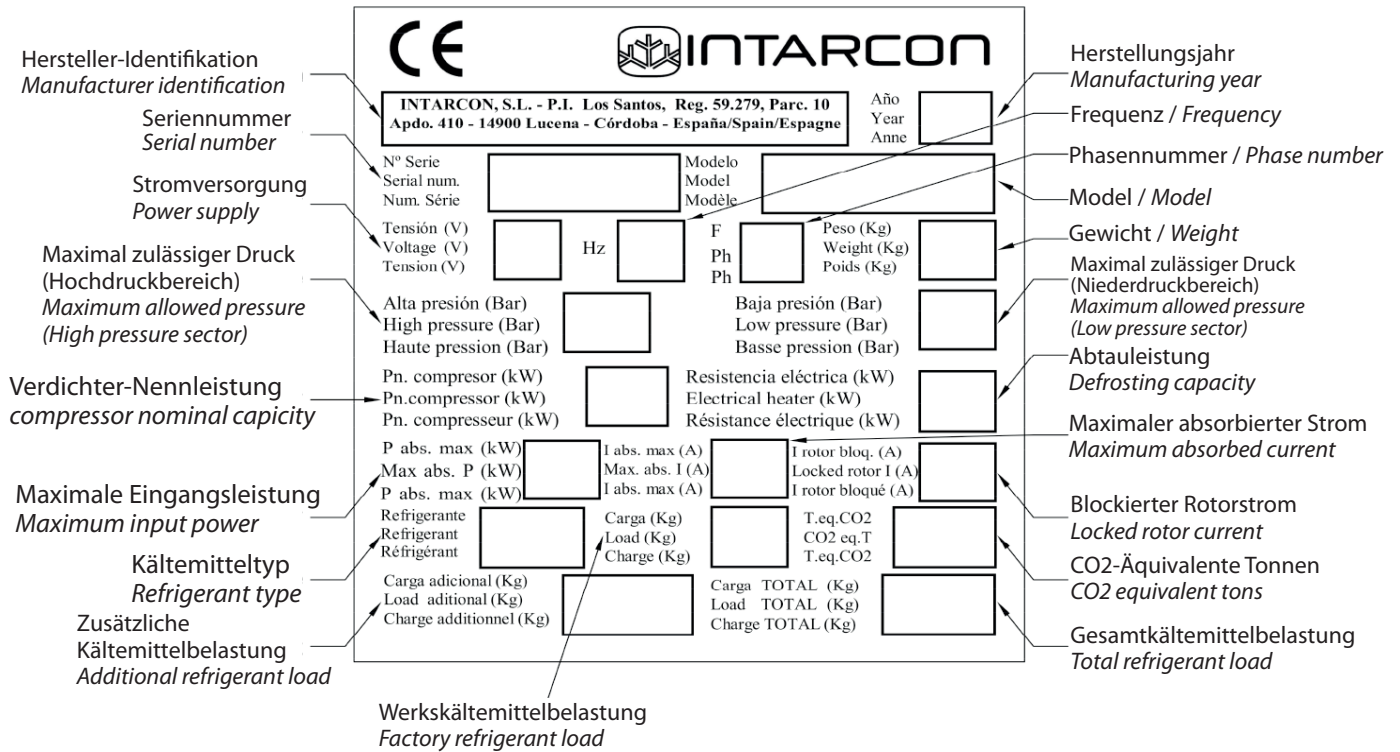 CE
INTARCON
Hersteller-Identifikation
Manufacturer identification
Seriennummer
Serial number
Stromversorgung
Power supply
Maximal zulässiger Druck
(Hochdruckbereich)
Maximum allowed pressure
(High pressure sector)
Verdichter-Nennleistung
compressor nominal capicity
Maximale Eingangsleistung
Maximum input power
Kältemitteltyp
Refrigerant type
Zusätzliche
Kältemittelbelastung
Additional refrigerant load
INTARCON, S.L. - P.I. Los Santos, Reg. 59.279, Parc. 10
Apdo. 410 - 14900 Lucena - Córdoba - España/Spain/Espagne
Año
Year
Anne
Nº Serie
Serial num.
Num. Série
Modelo
Model
Modèle
Tensión (V)
Voltage (V)
Tension (V)
Hz
F
Ph
Ph
Peso (Kg)
Weight (Kg)
Poids (Kg)
Alta presión (Bar)
High pressure (Bar)
Haute pression (Bar)
Baja presión (Bar)
Low pressure (Bar)
Basse pression (Bar)
Pn. compresor (kW)
Pn.compressor (kW)
Pn. compresseur (kW)
Resistencia eléctrica (kW)
Electrical heater (kW)
Résistance électrique (kW)
P abs. max (kW)
Max abs. P (kW)
P abs. max (kW)
I abs. max (A)
Max. abs. I (A)
I abs. max (A)
I rotor bloq. (A)
Locked rotor I (A)
I rotor bloqué (A)
Refrigerante
Refrigerant
Réfrigérant
Carga (Kg)
Load (Kg)
Charge (Kg)
T.eq.CO2
CO2 eq.T
T.eq.CO2
Carga adicional (Kg)
Load aditional (Kg)
Charge additionnel (Kg)
Carga TOTAL (Kg)
Load TOTAL (Kg)
Charge TOTAL (Kg)
Herstellungsjahr
Manufacturing year
Frequenz / Frequency
Phasennummer / Phase number
Model / Model
Gewicht / Weight
Maximal zulässiger Druck
(Niederdruckbereich)
Maximum allowed pressure
(Low pressure sector)
Abtauleistung
Defrosting capacity
Maximaler absorbierter Strom
Maximum absorbed current
Blockierter Rotorstrom
Locked rotor current
CO2-Äquivalente Tonnen
CO2 equivalent tons
Gesamtkältemittelbelastung
Total refrigerant load
Werkskältemittelbelastung
Factory refrigerant load